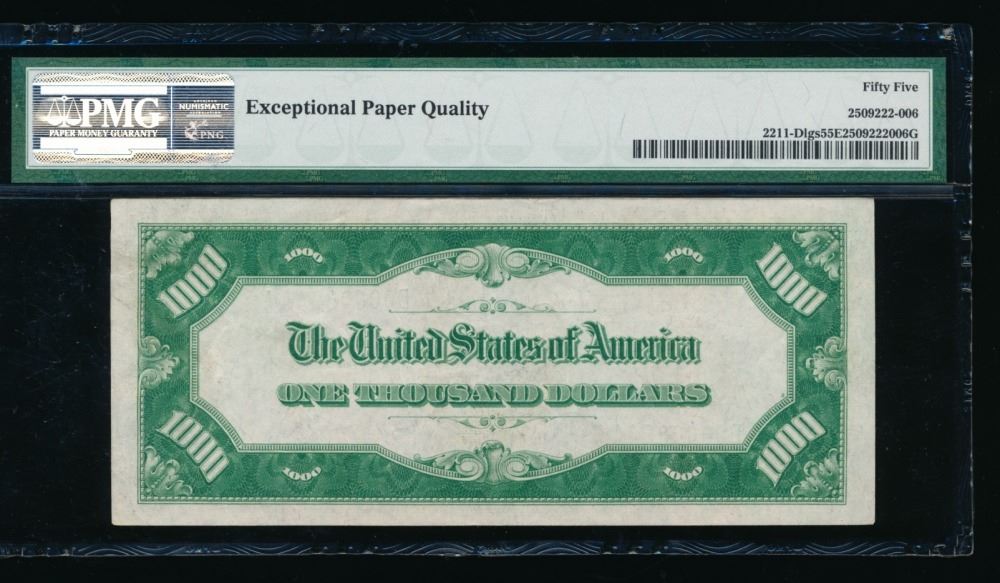 PMG
PAPER MONEY GUARANTY
NUMISMATIC
PNG
Exceptional Paper Quality
Fifty Five
2509222-006
2211-Dlgs55E2509222006G
1000 1000 1000 1000
The United States of America
ONE THOUSAND DOLLARS
1000 1000 1000 1000